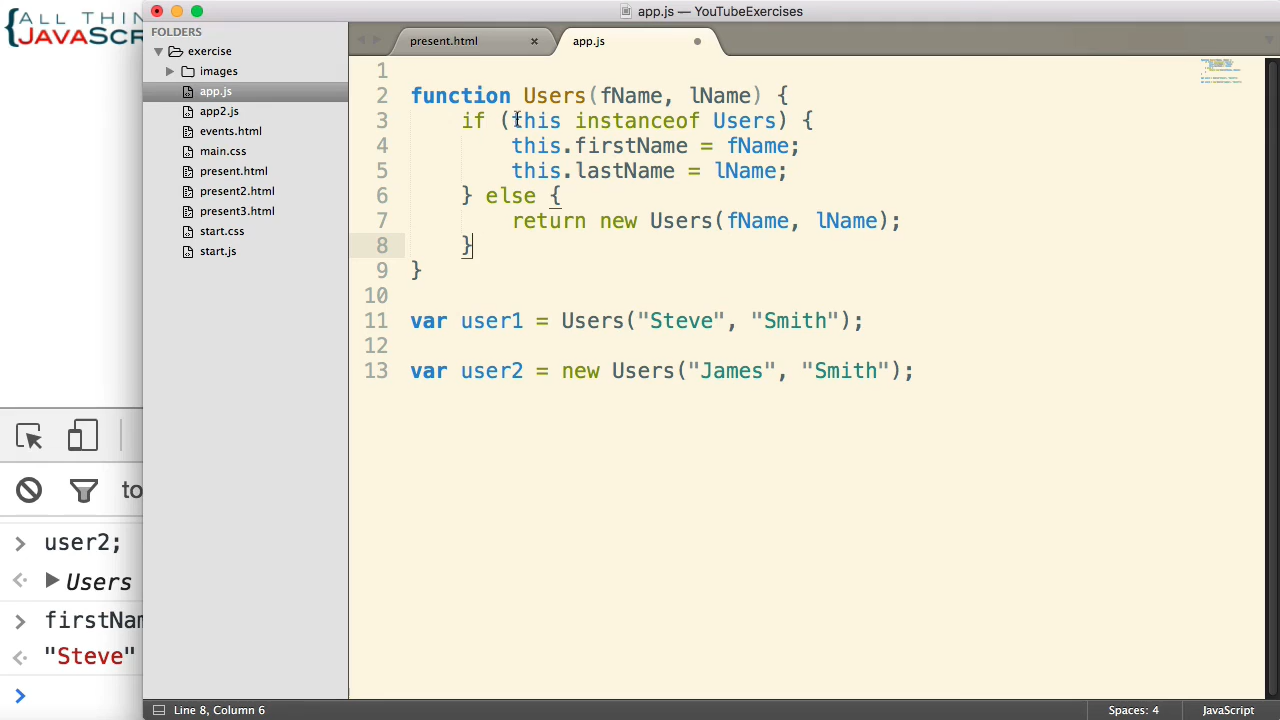 {ALL THIN
JAVASCR
app.js — YouTubeExercises
FOLDERS
exercise
images
app.js
app2.js
events.html
main.css
present.html
present2.html
present3.html
start.css
start.js
present.html ×
app.js
1
2 function Users(fName, lName) {
3 if (this instanceof Users) {
4 this.firstName = fName;
5 this.lastName = lName;
6 } else {
7 return new Users(fName, lName);
8 }
9 }
10
11 var user1 = Users("Steve", "Smith");
12
13 var user2 = new Users("James", "Smith");
to
> user2;
Users
> firstNam
"Steve"
>
Line 8, Column 6
Spaces: 4
JavaScript